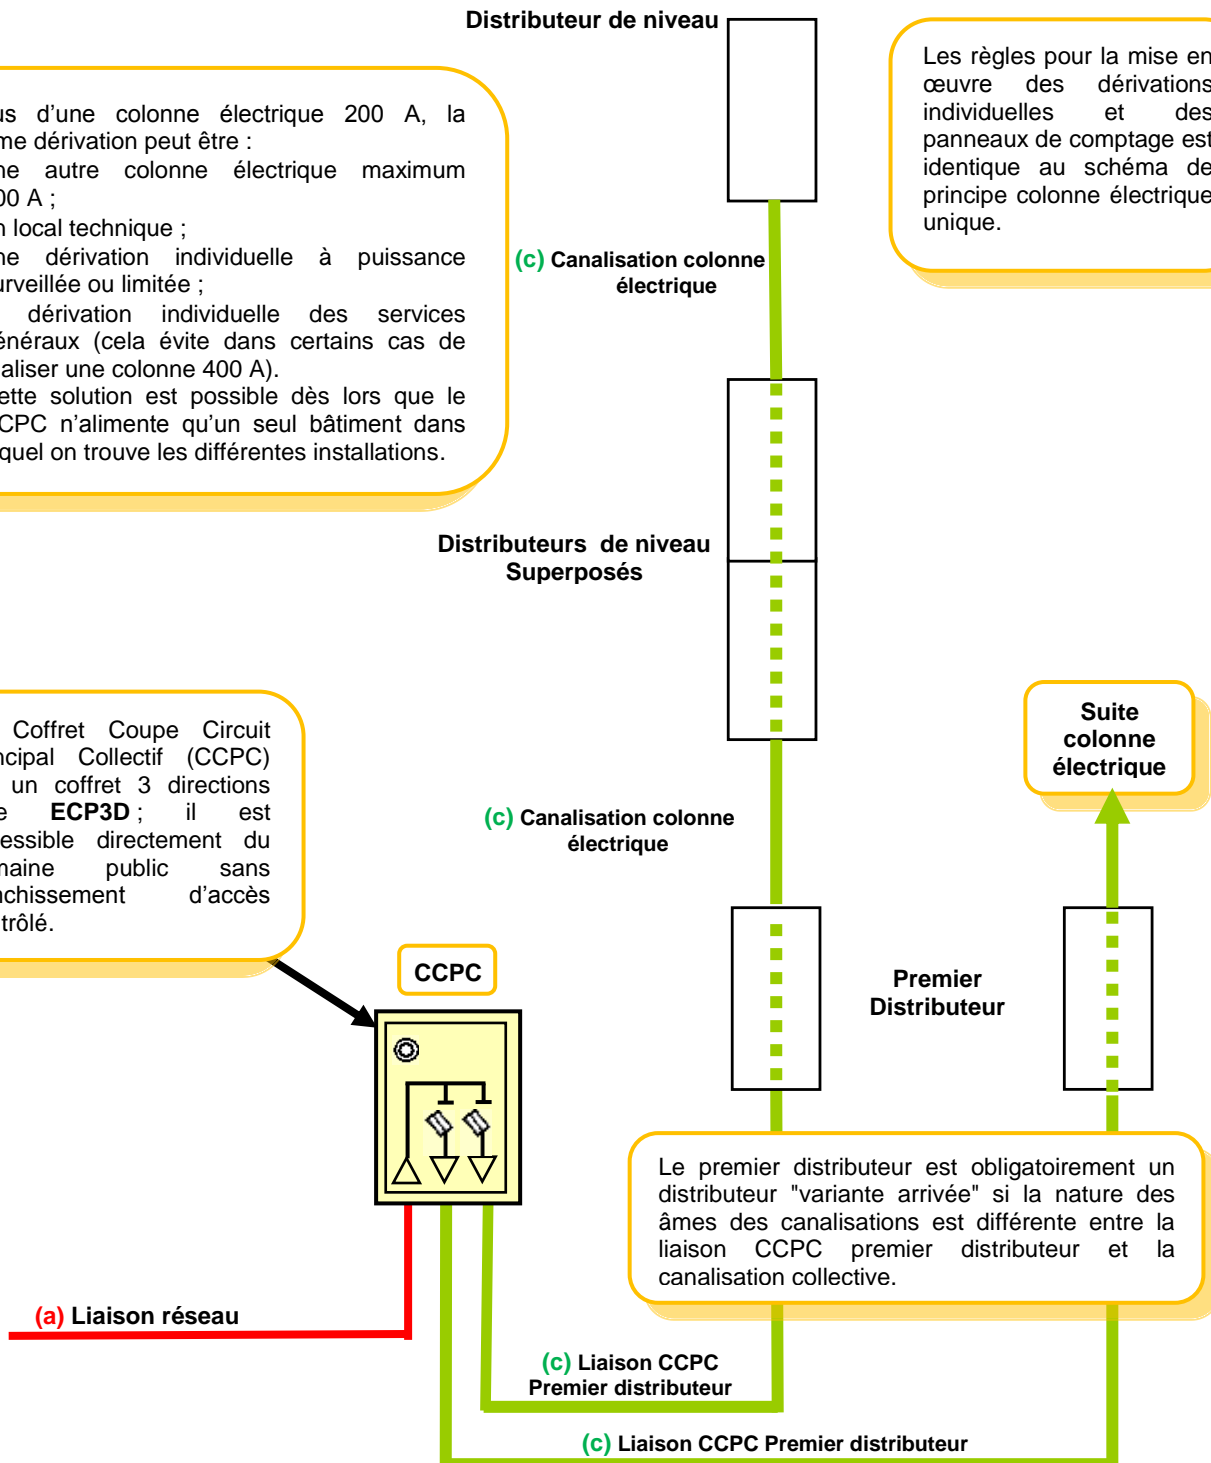 Distributeur de niveau
Les règles pour la mise en
œuvre des dérivations
individuelles et des
panneaux de comptage est
identique au schéma de
principe colonne électrique
unique.
d'une colonne électrique 200 A, la
dérivation peut être :
autre colonne électrique maximum
A ;
local technique ;
dérivation individuelle à puissance
ou limitée ;
dérivation individuelle des services
(cela évite dans certains cas de
une colonne 400 A).
solution est possible dès lors que le
n'alimente qu'un seul bâtiment dans
on trouve les différentes installations.
(c) Canalisation colonne
électrique
Distributeurs de niveau
Superposés
Coffret Coupe Circuit
Collectif (CCPC)
un coffret 3 directions
ECP3D ; il est
directement du
public sans
d'accès
Suite
colonne
électrique
(c) Canalisation colonne
électrique
CCPC
Premier
Distributeur
Le premier distributeur est obligatoirement un
distributeur "variante arrivée" si la nature des
âmes des canalisations est différente entre la
liaison CCPC premier distributeur et la
canalisation collective.
(a) Liaison réseau
(c) Liaison CCPC
Premier distributeur
(c) Liaison CCPC Premier distributeur